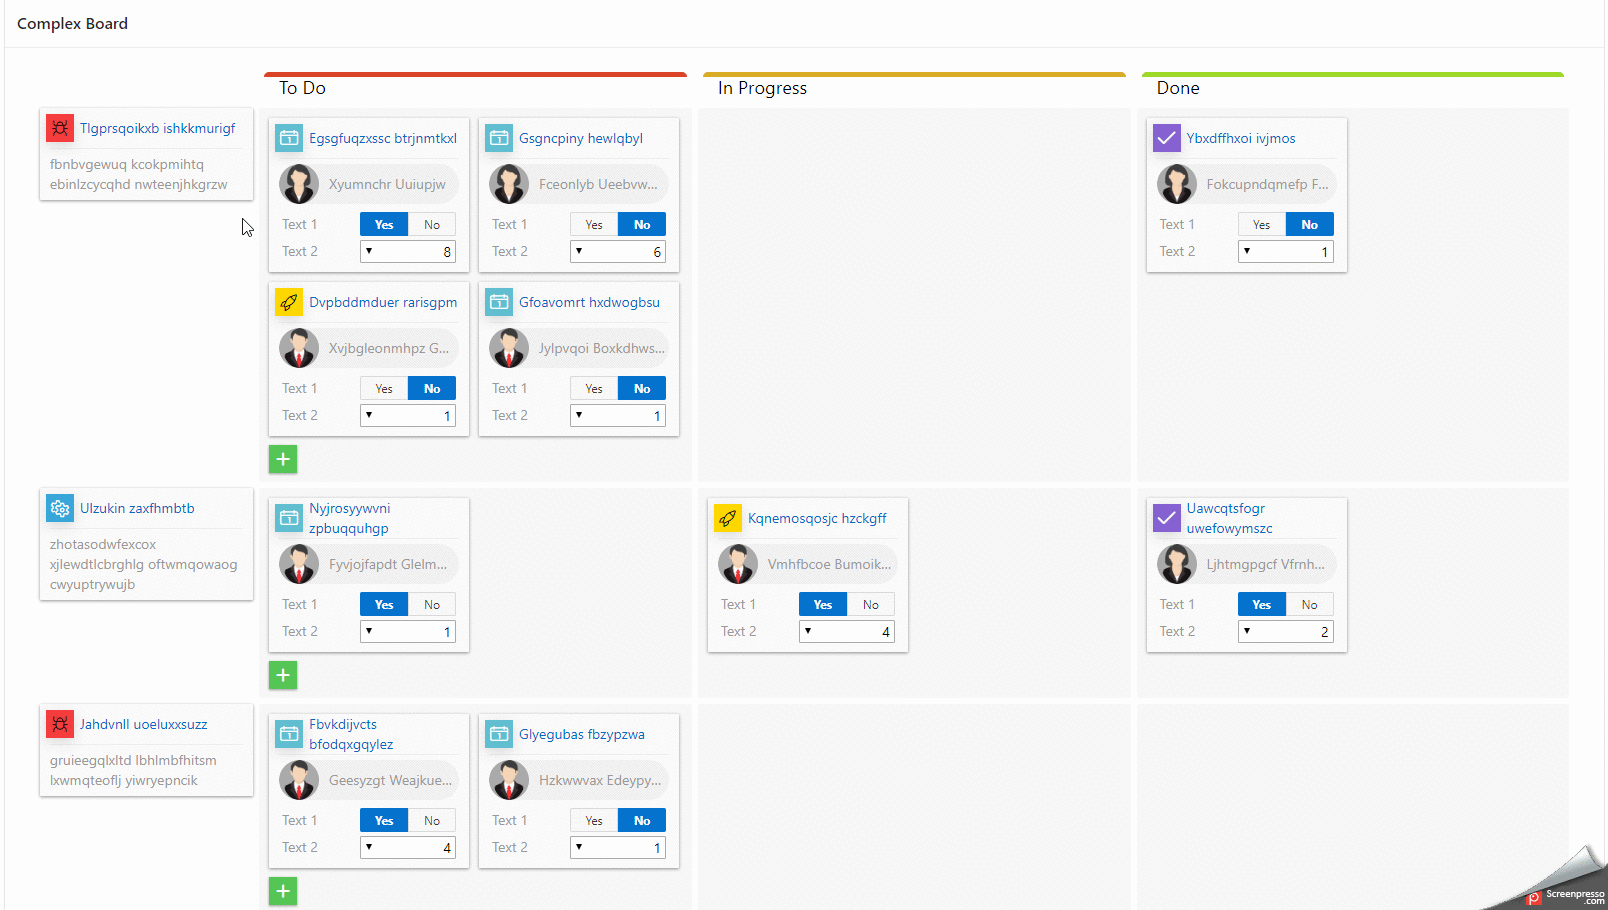 Complex Board
To Do
In Progress
Done
Tlgprsqoikxb ishkkmurigf
fbnbvgewuq kcokpmihtq
ebinlzcycqhd nwteenjhkgrzw
Egsgfuqzxssc btrjnmtkxl
Xyumnchr Uuiupjw
Text 1 Yes No
Text 2 8
Gsgncpiny hewlqbyl
Fceonlyb Ueebvw...
Text 1 Yes No
Text 2 6
Ybxdffhxoi ivjmos
Fokcupndqmefp F...
Text 1 Yes No
Text 2 1
Dvpbddmduer rarisgpm
Xvjbgleonmhpz G...
Text 1 Yes No
Text 2 1
Gfoavomrt hxdwogbsu
Jylpvqoi Boxkdhws...
Text 1 Yes No
Text 2 1
Ulzukin zaxfhmbtb
zhotasodwfexcox
xjlewdtlcbrghlg oftwmqowaog
cwyuptrywujb
Nyjrosyywvni
zpbuqquhgp
Fyvjojfapdt Glelm...
Text 1 Yes No
Text 2 1
Kqnemosqosjc hzckgff
Vmhfbcoe Bumoik...
Text 1 Yes No
Text 2 4
Uawcqtsfogr
uwefowymszc
Ljhtmgpgcf Vfrnh...
Text 1 Yes No
Text 2 2
Jahdvnll uoeluxxsuzz
gruieegqlxltd lbhlmbfhitsm
lxwmqteoflj yiwryepncik
Fbvkdijvcts
bfodqxgqylez
Geesyzgt Weajkue...
Text 1 Yes No
Text 2 4
Glyegubas fbzypzwa
Hzkwwvax Edeypy...
Text 1 Yes No
Text 2 1
Screenpresso
.com